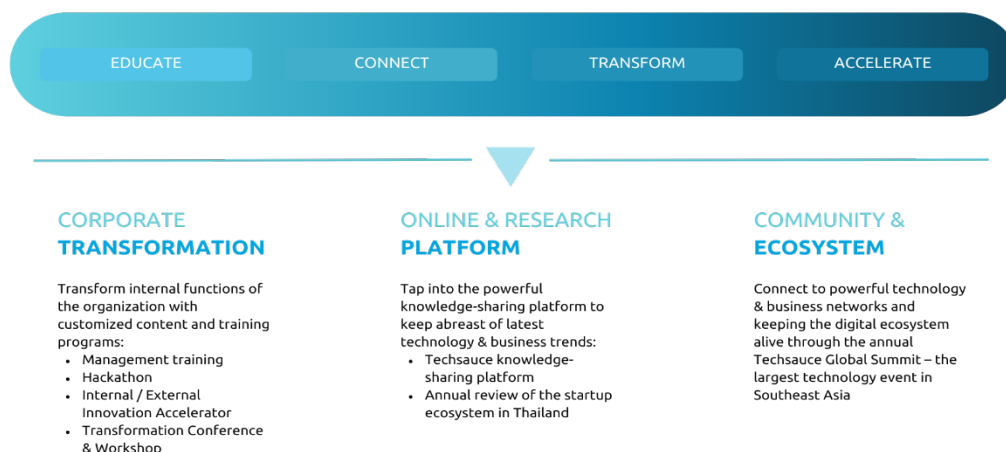 EDUCATE
CONNECT
TRANSFORM
ACCELERATE
CORPORATE
TRANSFORMATION
Transform internal functions of
the organization with
customized content and training
programs:
• Management training
• Hackathon
• Internal / External
Innovation Accelerator
• Transformation Conference
& Workshop
ONLINE & RESEARCH
PLATFORM
Tap into the powerful
knowledge-sharing platform to
keep abreast of latest
technology & business trends:
• Techsauce knowledge-
sharing platform
• Annual review of the startup
ecosystem in Thailand
COMMUNITY &
ECOSYSTEM
Connect to powerful technology
& business networks and
keeping the digital ecosystem
alive through the annual
Techsauce Global Summit – the
largest technology event in
Southeast Asia